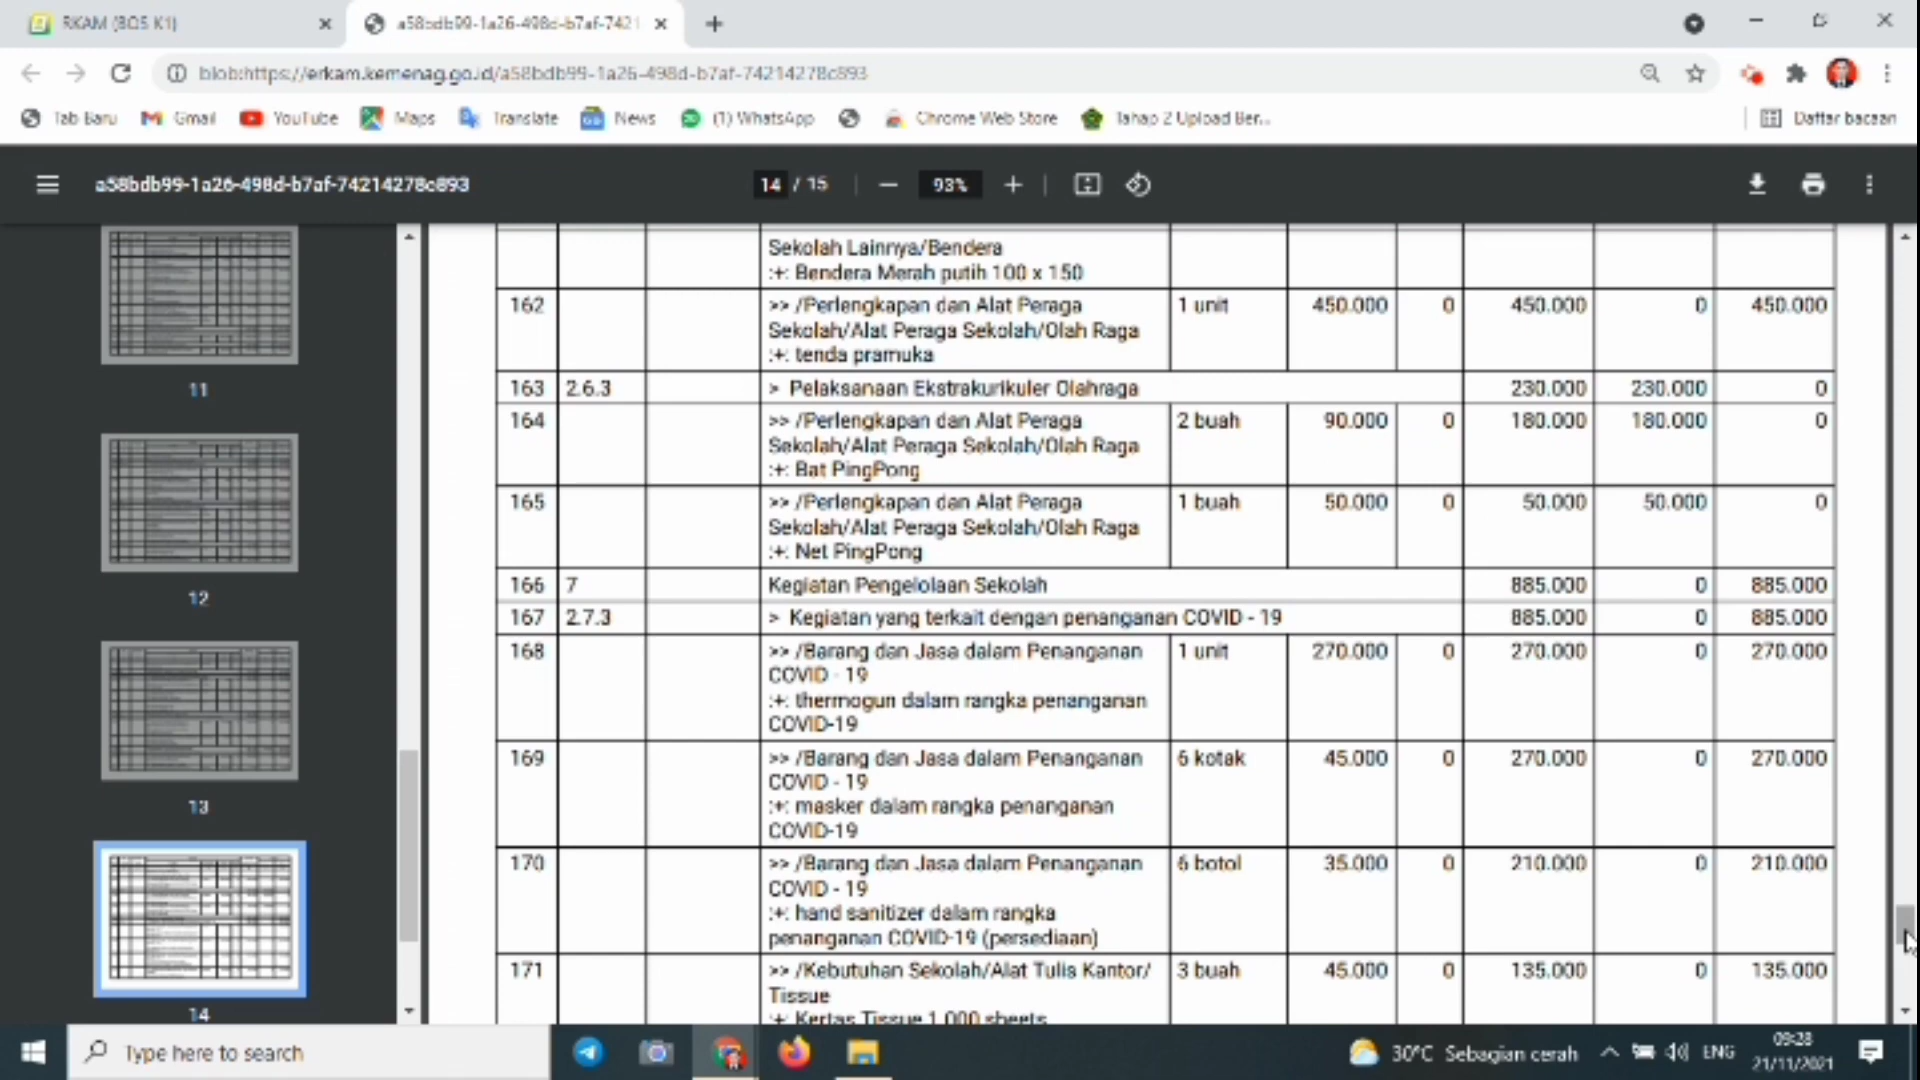 RKAM (BOS K1)
a58bdb99-1a26-498d-b7af-7421
blob:https://erkam.kemenag.go.id/a58bdb99-1a26-498d-b7af-74214278c893
Tab Baru Gmail YouTube Maps Translate News (1) WhatsApp Chrome Web Store Tahap 2 Upload Ber... Daftar bacaan
a58bdb99-1a26-498d-b7af-74214278c893 14 / 15 93%
11
12
13
14
Sekolah Lainnya/Bendera
:+: Bendera Merah putih 100 x 150
162 >> /Perlengkapan dan Alat Peraga 1 unit 450.000 0 450.000 0 450.000
Sekolah/Alat Peraga Sekolah/Olah Raga
:+: tenda pramuka
163 2.6.3 > Pelaksanaan Ekstrakurikuler Olahraga 230.000 230.000 0
164 >> /Perlengkapan dan Alat Peraga 2 buah 90.000 0 180.000 180.000 0
Sekolah/Alat Peraga Sekolah/Olah Raga
:+: Bat PingPong
165 >> /Perlengkapan dan Alat Peraga 1 buah 50.000 0 50.000 50.000 0
Sekolah/Alat Peraga Sekolah/Olah Raga
:+: Net PingPong
166 7 Kegiatan Pengelolaan Sekolah 885.000 0 885.000
167 2.7.3 > Kegiatan yang terkait dengan penanganan COVID - 19 885.000 0 885.000
168 >> /Barang dan Jasa dalam Penanganan 1 unit 270.000 0 270.000 0 270.000
COVID - 19
:+: thermogun dalam rangka penanganan
COVID-19
169 >> /Barang dan Jasa dalam Penanganan 6 kotak 45.000 0 270.000 0 270.000
COVID - 19
:+: masker dalam rangka penanganan
COVID-19
170 >> /Barang dan Jasa dalam Penanganan 6 botol 35.000 0 210.000 0 210.000
COVID - 19
:+: hand sanitizer dalam rangka
penanganan COVID-19 (persediaan)
171 >> /Kebutuhan Sekolah/Alat Tulis Kantor/ 3 buah 45.000 0 135.000 0 135.000
Tissue
:+: Kertas Tissue 1.000 sheets
Type here to search
30°C Sebagian cerah ENG
09:28
21/11/2021